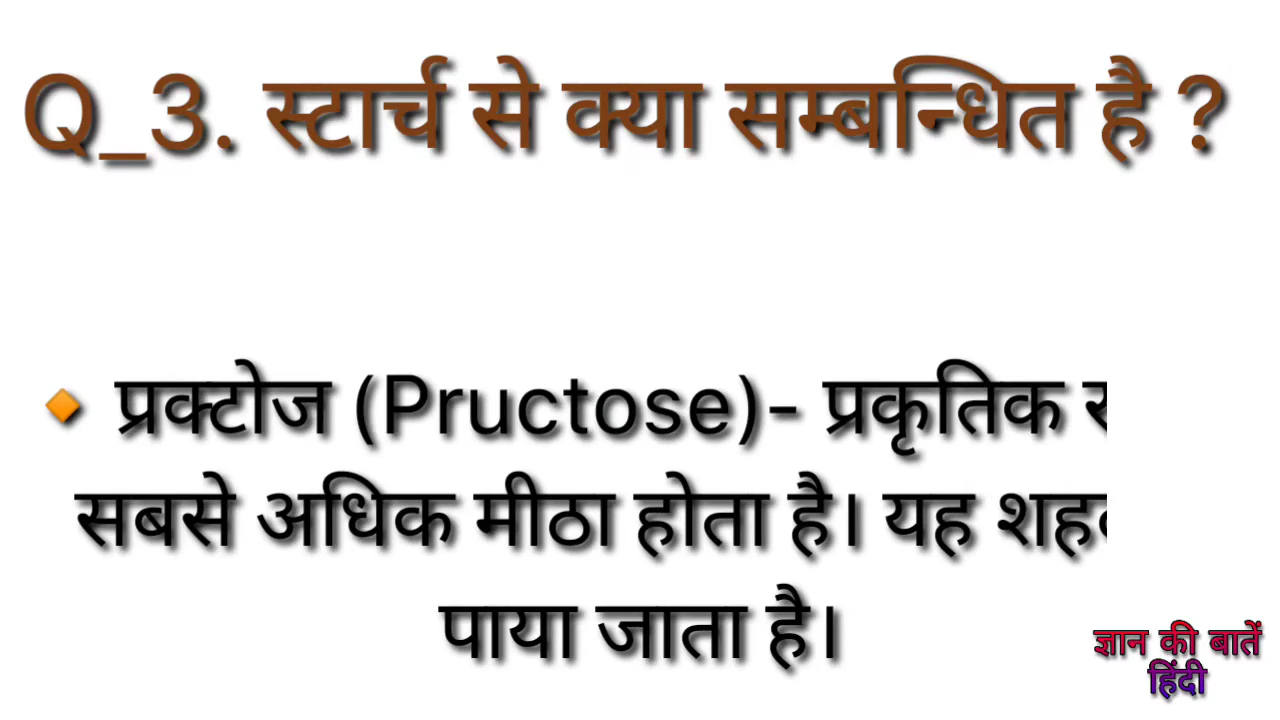 Q_3. स्टार्च से क्या सम्बन्धित है ?
🔸 प्रक्टोज (Pructose)- प्रकृतिक
सबसे अधिक मीठा होता है। यह
पाया जाता है।
ज्ञान की बातें
हिंदी